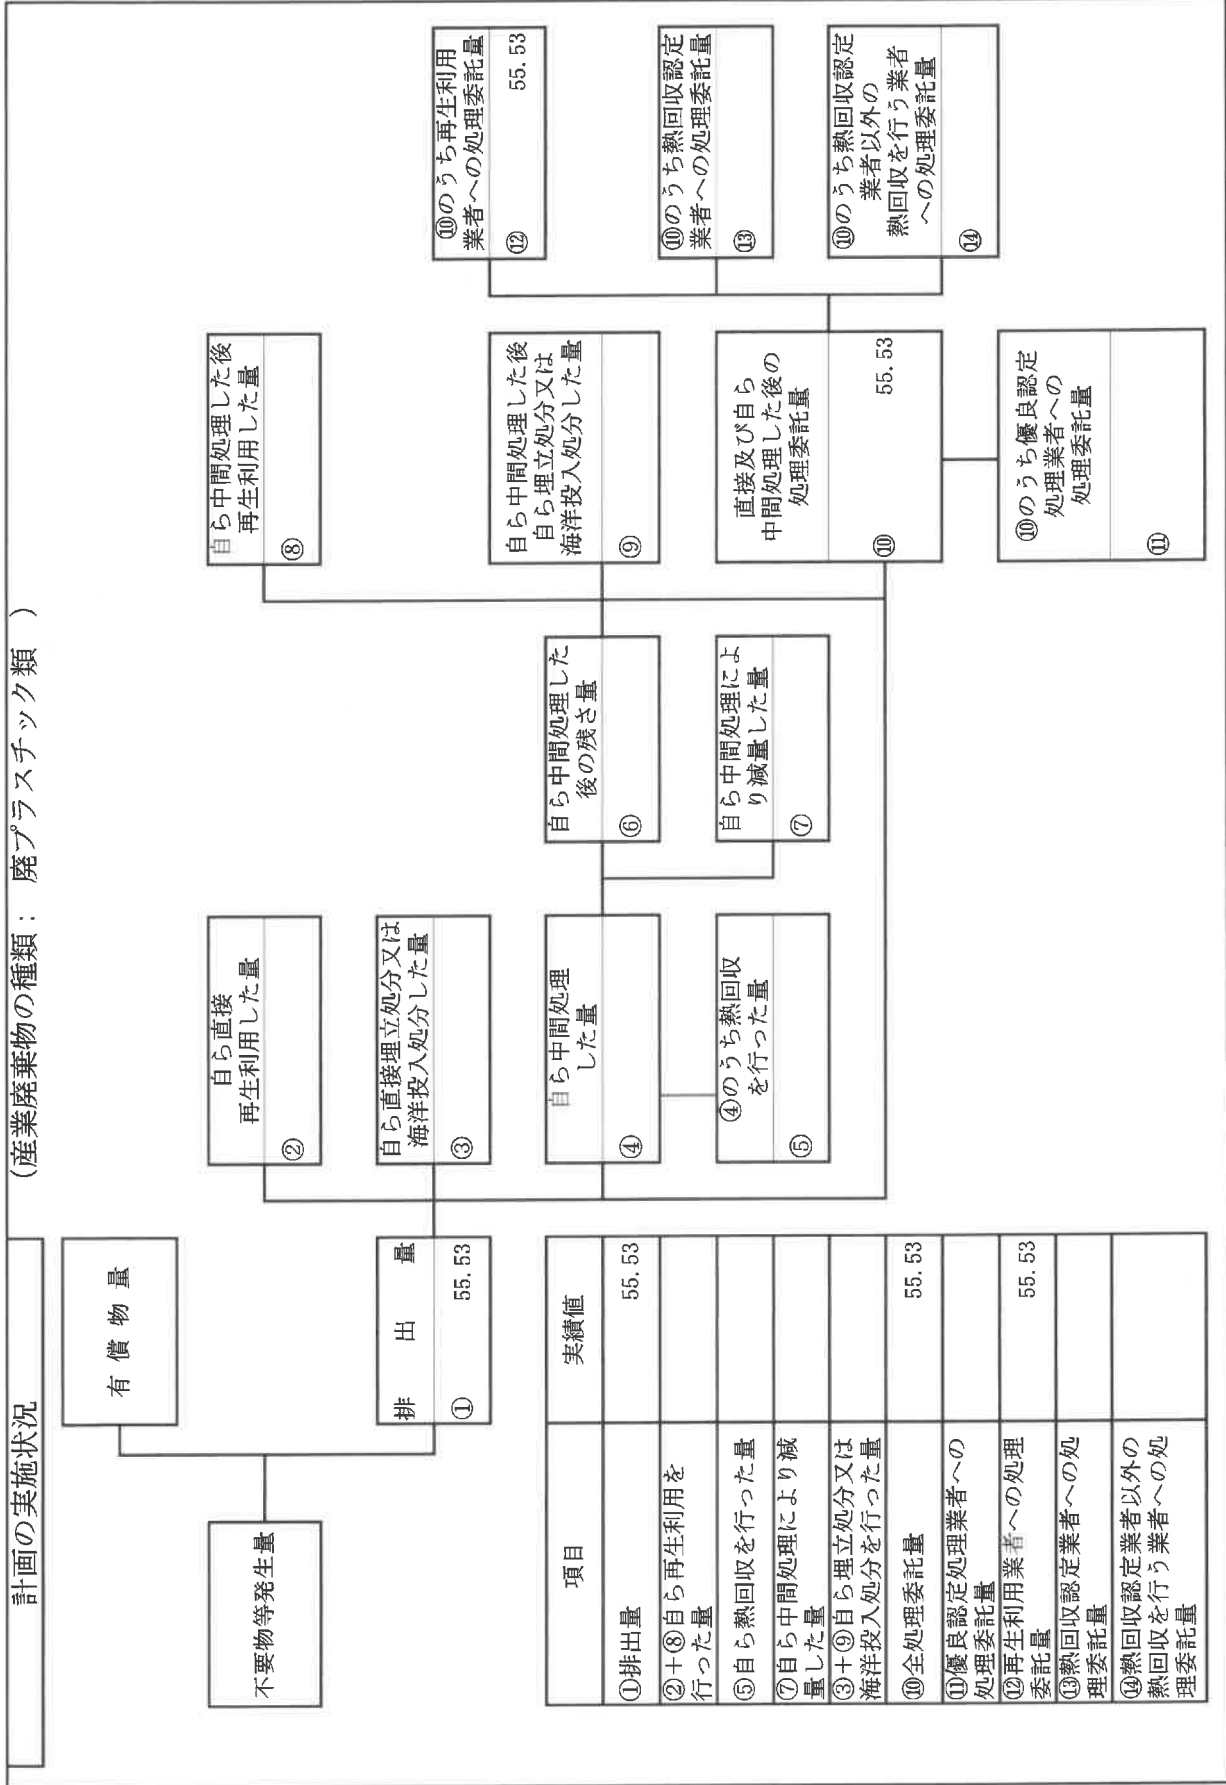 計画の実施状況
(産業廃棄物の種類： 廃プラスチック類 )
不要物等発生量
有償物量
排出量
① 55.53
自ら直接
再生利用した量
②
自ら直接埋立処分又は
海洋投入処分した量
③
自ら中間処理
した量
④
④のうち熱回収
を行った量
⑤
自ら中間処理した
後の残さ量
⑥
自ら中間処理によ
り減量した量
⑦
自ら中間処理した後
再生利用した量
⑧
自ら中間処理した後
自ら埋立処分又は
海洋投入処分した量
⑨
直接及び自ら
中間処理した後の
処理委託量
⑩ 55.53
⑩のうち優良認定
処理業者への
処理委託量
⑪
⑩のうち再生利用
業者への処理委託量
⑫ 55.53
⑩のうち熱回収認定
業者への処理委託量
⑬
⑩のうち熱回収認定
業者以外の
熱回収を行う業者
への処理委託量
⑭
項目 実績値
①排出量 55.53
②＋⑧自ら再生利用を
行った量
⑤自ら熱回収を行った量
⑦自ら中間処理により減
量した量
③＋⑨自ら埋立処分又は
海洋投入処分を行った量
⑩全処理委託量 55.53
⑪優良認定処理業者への
処理委託量
⑫再生利用業者への処理
委託量 55.53
⑬熱回収認定業者への処
理委託量
⑭熱回収認定業者以外の
熱回収を行う業者への処
理委託量